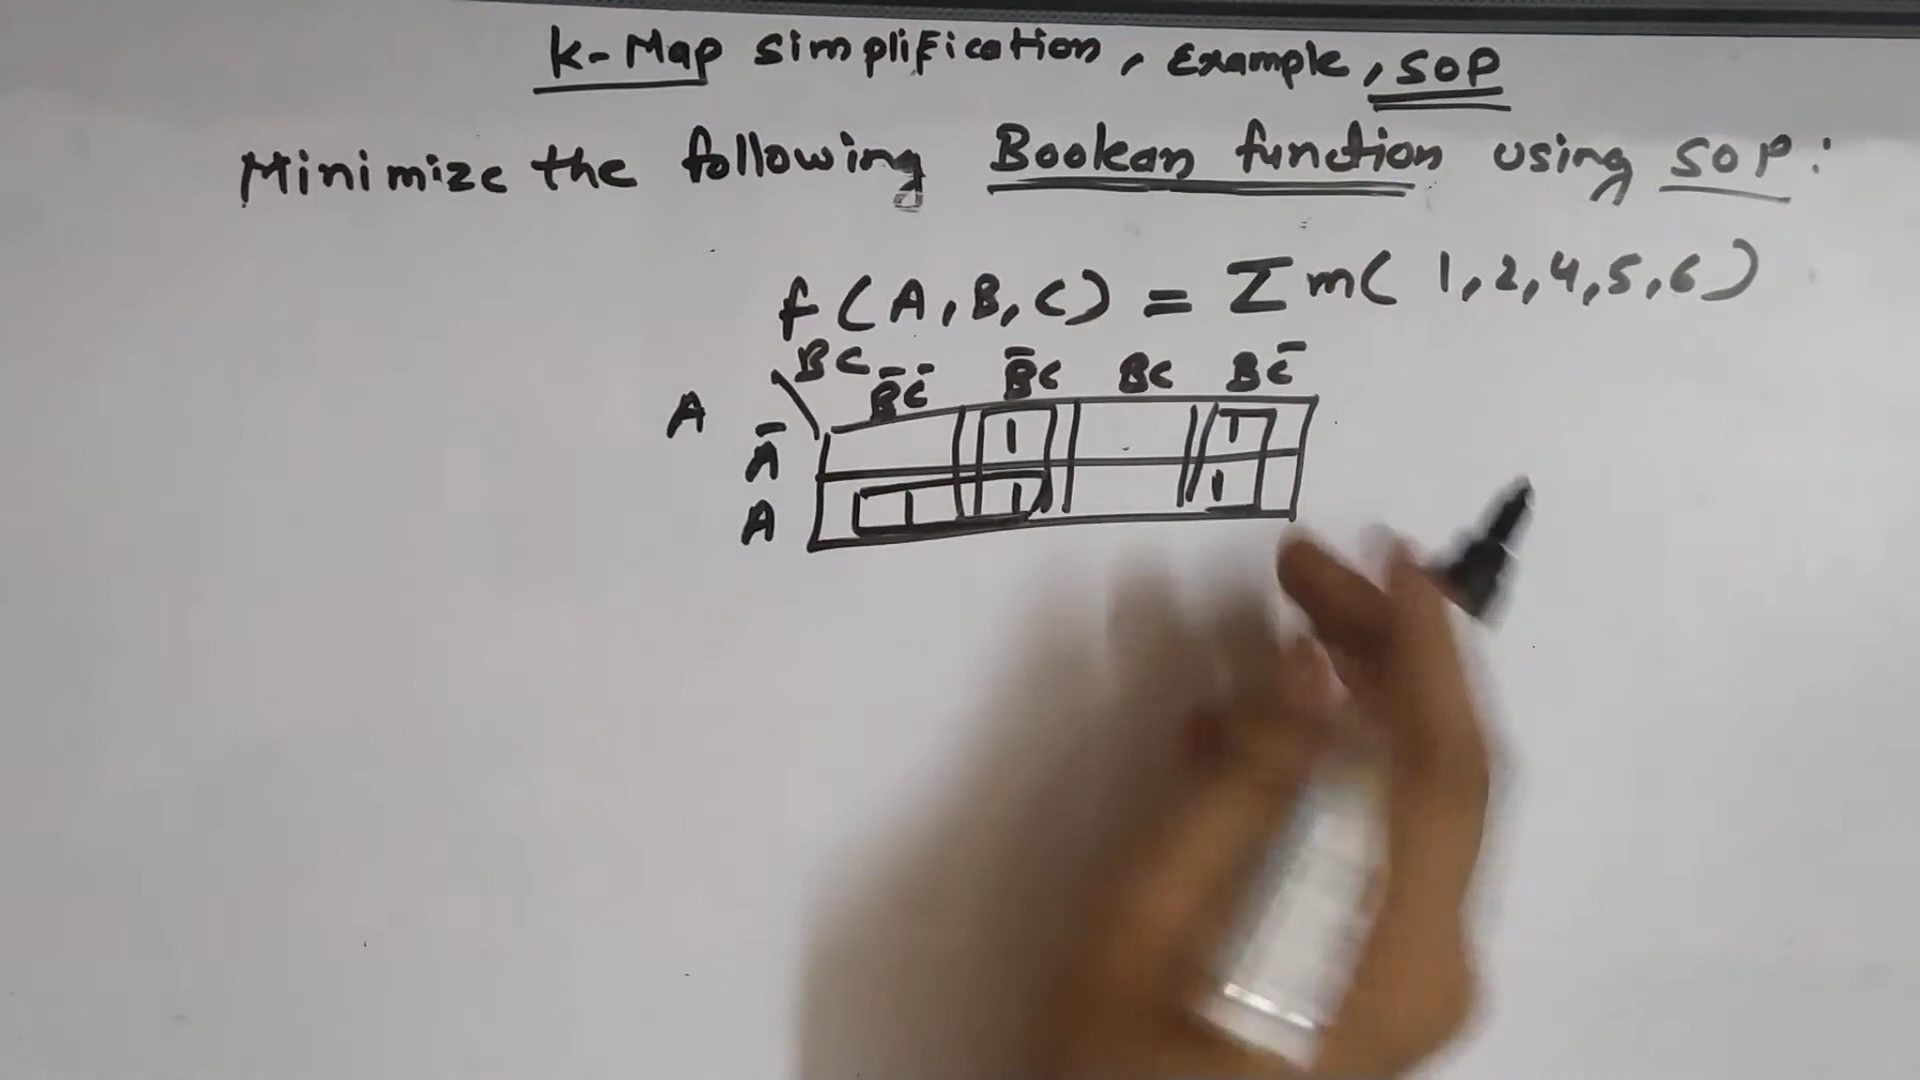 K-Map Simplification, Example, SOP
Minimize the following Boolean function using SOP:
f(A,B,C) = Σm(1,2,4,5,6)
BC
A B̅C̅ B̅C BC BC̅
A̅ 1 1
A 1 1 1